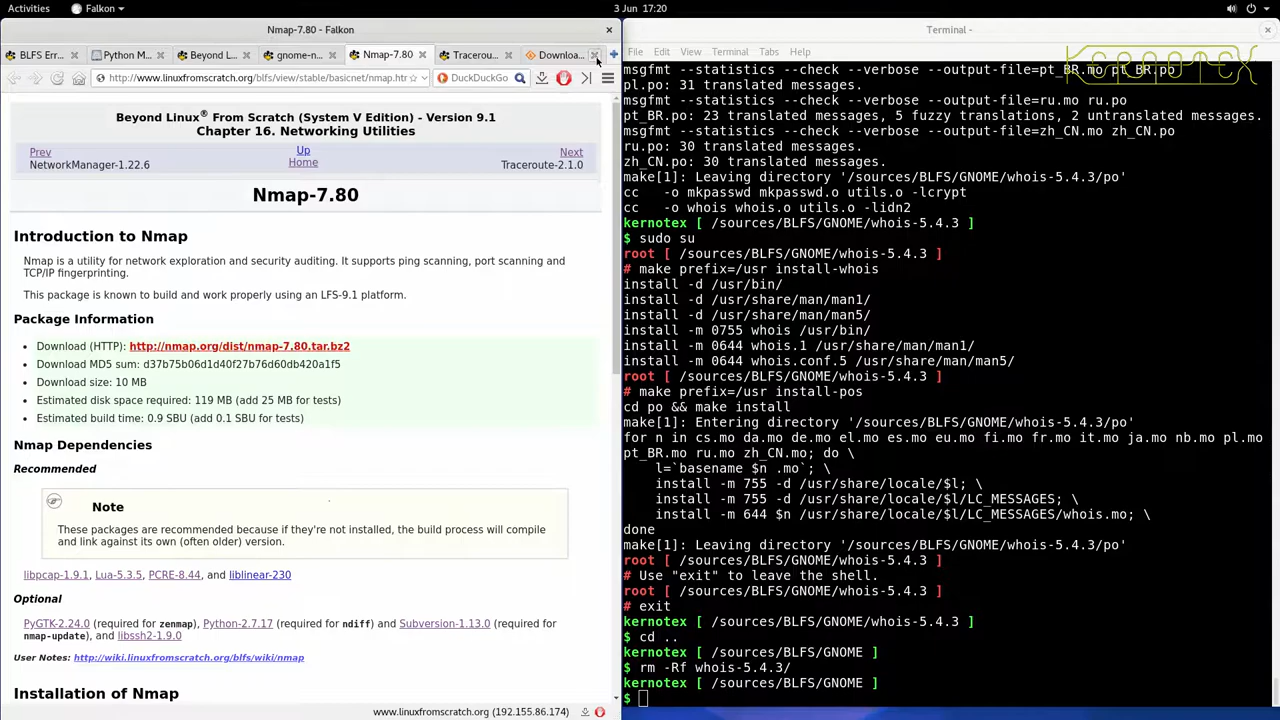 Activities
Falkon
3 Jun 17:20
Nmap-7.80 - Falkon
BLFS Err...
Python M...
Beyond L...
gnome-n...
Nmap-7.80
Tracerou...
Downloa...
http://www.linuxfromscratch.org/blfs/view/stable/basicnet/nmap.htr
DuckDuckGo
Beyond Linux® From Scratch (System V Edition) - Version 9.1
Chapter 16. Networking Utilities
Prev
Up
Next
NetworkManager-1.22.6
Home
Traceroute-2.1.0
Nmap-7.80
Introduction to Nmap
Nmap is a utility for network exploration and security auditing. It supports ping scanning, port scanning and
TCP/IP fingerprinting.
This package is known to build and work properly using an LFS-9.1 platform.
Package Information
Download (HTTP): http://nmap.org/dist/nmap-7.80.tar.bz2
Download MD5 sum: d37b75b06d1d40f27b76d60db420a1f5
Download size: 10 MB
Estimated disk space required: 119 MB (add 25 MB for tests)
Estimated build time: 0.9 SBU (add 0.1 SBU for tests)
Nmap Dependencies
Recommended
Note
These packages are recommended because if they're not installed, the build process will compile
and link against its own (often older) version.
libpcap-1.9.1, Lua-5.3.5, PCRE-8.44, and liblinear-230
Optional
PyGTK-2.24.0 (required for zenmap), Python-2.7.17 (required for ndiff) and Subversion-1.13.0 (required for
nmap-update), and libssh2-1.9.0
User Notes: http://wiki.linuxfromscratch.org/blfs/wiki/nmap
Installation of Nmap
www.linuxfromscratch.org (192.155.86.174)
Terminal -
File Edit View Terminal Tabs Help
KERNOTEX
msgfmt --statistics --check --verbose --output-file=pt_BR.mo pt_BR.po
pl.po: 31 translated messages.
msgfmt --statistics --check --verbose --output-file=ru.mo ru.po
pt_BR.po: 23 translated messages, 5 fuzzy translations, 2 untranslated messages.
msgfmt --statistics --check --verbose --output-file=zh_CN.mo zh_CN.po
ru.po: 30 translated messages.
zh_CN.po: 30 translated messages.
make[1]: Leaving directory '/sources/BLFS/GNOME/whois-5.4.3/po'
cc -o mkpasswd mkpasswd.o utils.o -lcrypt
cc -o whois whois.o utils.o -lidn2
kernotex [ /sources/BLFS/GNOME/whois-5.4.3 ]
$ sudo su
root [ /sources/BLFS/GNOME/whois-5.4.3 ]
# make prefix=/usr install-whois
install -d /usr/bin/
install -d /usr/share/man/man1/
install -d /usr/share/man/man5/
install -m 0755 whois /usr/bin/
install -m 0644 whois.1 /usr/share/man/man1/
install -m 0644 whois.conf.5 /usr/share/man/man5/
root [ /sources/BLFS/GNOME/whois-5.4.3 ]
# make prefix=/usr install-pos
cd po && make install
make[1]: Entering directory '/sources/BLFS/GNOME/whois-5.4.3/po'
for n in cs.mo da.mo de.mo el.mo es.mo eu.mo fi.mo fr.mo it.mo ja.mo nb.mo pl.mo
pt_BR.mo ru.mo zh_CN.mo; do \
l=`basename $n .mo`; \
install -m 755 -d /usr/share/locale/$l; \
install -m 755 -d /usr/share/locale/$l/LC_MESSAGES; \
install -m 644 $n /usr/share/locale/$l/LC_MESSAGES/whois.mo; \
done
make[1]: Leaving directory '/sources/BLFS/GNOME/whois-5.4.3/po'
root [ /sources/BLFS/GNOME/whois-5.4.3 ]
# Use "exit" to leave the shell.
root [ /sources/BLFS/GNOME/whois-5.4.3 ]
# exit
kernotex [ /sources/BLFS/GNOME/whois-5.4.3 ]
$ cd ..
kernotex [ /sources/BLFS/GNOME ]
$ rm -Rf whois-5.4.3/
kernotex [ /sources/BLFS/GNOME ]
$